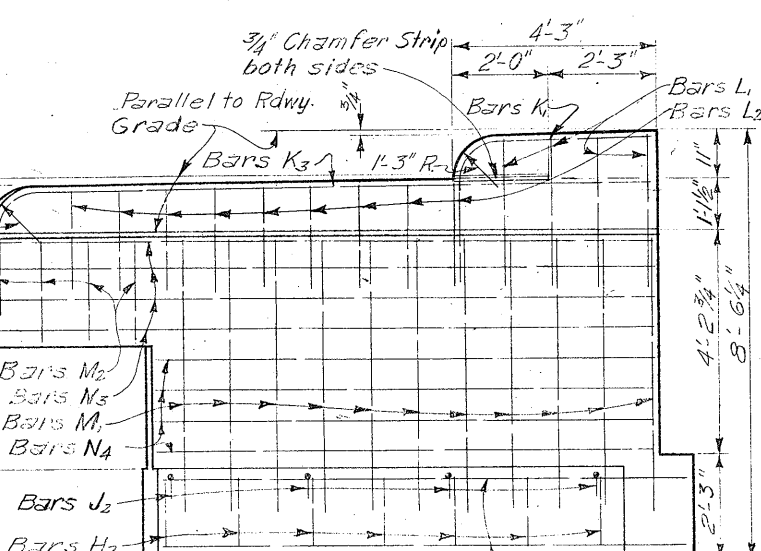 4'-3"
3/4" Chamfer Strip
both sides
2'-0"
2'-3"
Parallel to Rdwy.
Grade
3/4"
Bars K1
Bars L1
Bars L2
Bars K3
1'-3" R
11"
1'-1 1/2"
4'-2 3/4"
8'-6 1/4"
Bars M2
Bars N3
Bars M1
Bars N4
Bars J2
Bars H2
2'-3"